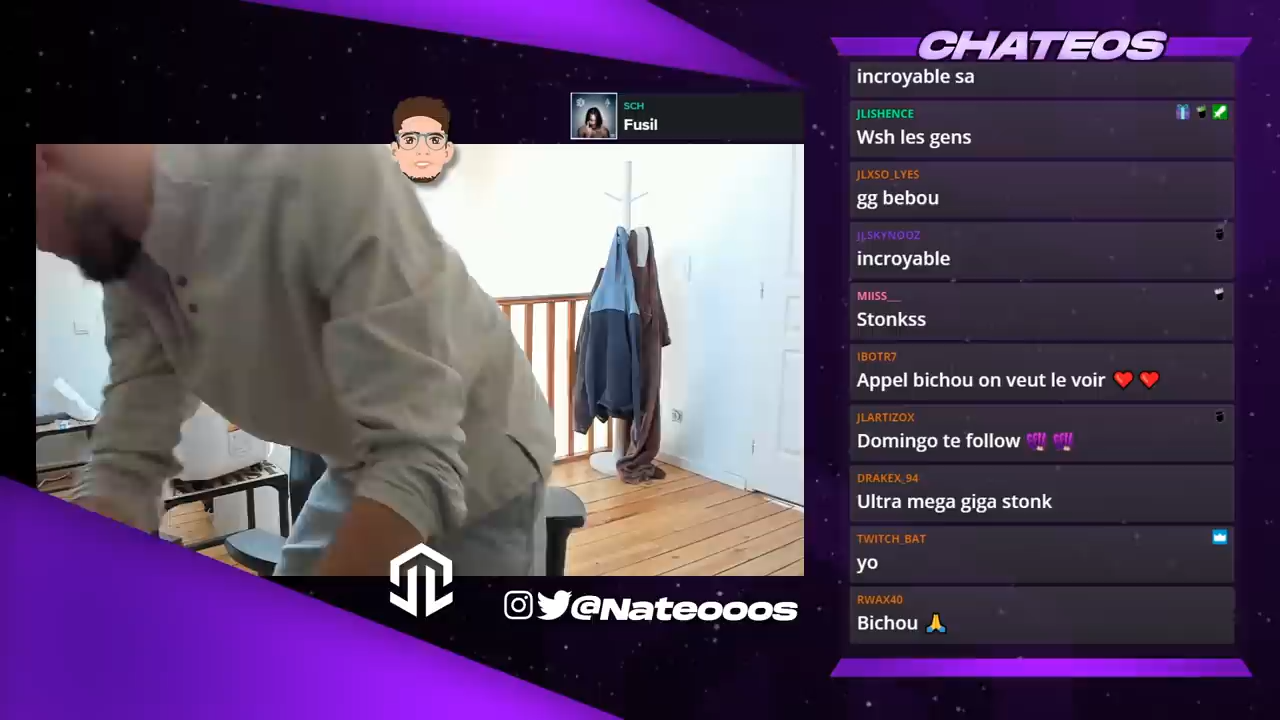 CHATEOS
incroyable sa
JLISHENCE
Wsh les gens
JLXSO_LYES
gg bebou
JLSKYNOOZ
incroyable
MIISS__
Stonkss
IBOTR7
Appel bichou on veut le voir ❤️ ❤️
JLARTIZOX
Domingo te follow
DRAKEX_94
Ultra mega giga stonk
TWITCH_BAT
yo
RWAX40
Bichou 🙏
SCH
Fusil
@Nateooos